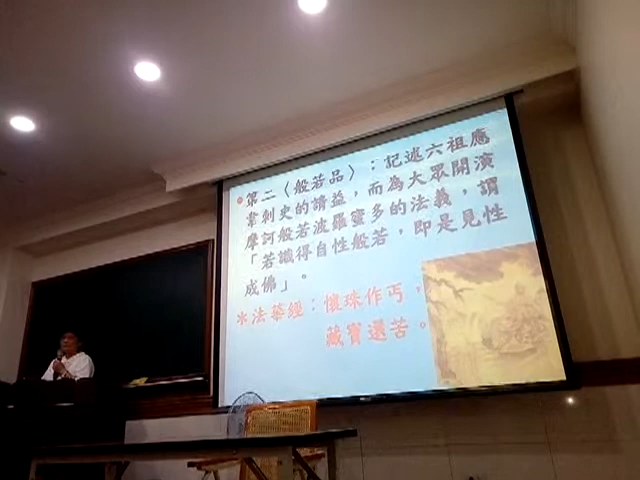 第二〈般若品〉：記述六祖應
韋刺史的請益，而為大眾開演
摩訶般若波羅蜜多的法義，謂
「若識得自性般若，即是見性
成佛」。
＊法華經：懷珠作丐，
藏寶還苦。